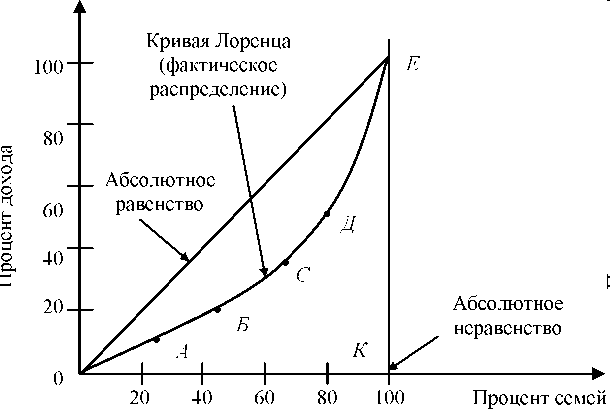 Кривая Лоренца
(фактическое
распределение)
Е
100
80
Абсолютное
равенство
60
Процент дохода
Д
40
С
20
Б
А
К
Абсолютное
неравенство
0
20
40
60
80
100
Процент семей